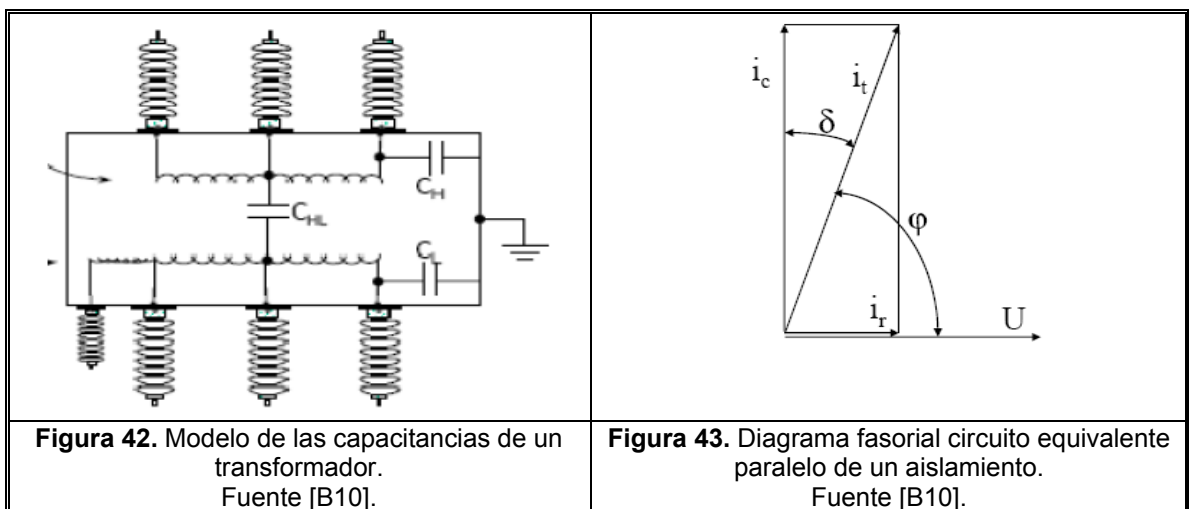 C_H
C_HL
C_L
i_c
i_t
δ
φ
i_r
U
Figura 42. Modelo de las capacitancias de un
transformador.
Fuente [B10].
Figura 43. Diagrama fasorial circuito equivalente
paralelo de un aislamiento.
Fuente [B10].